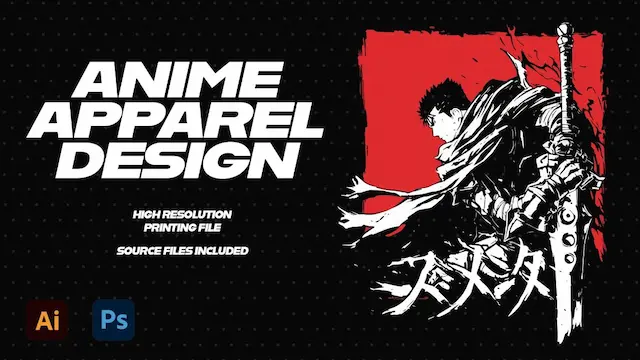 ANIME
APPAREL
DESIGN
HIGH RESOLUTION
PRINTING FILE
SOURCE FILES INCLUDED
Ai
Ps